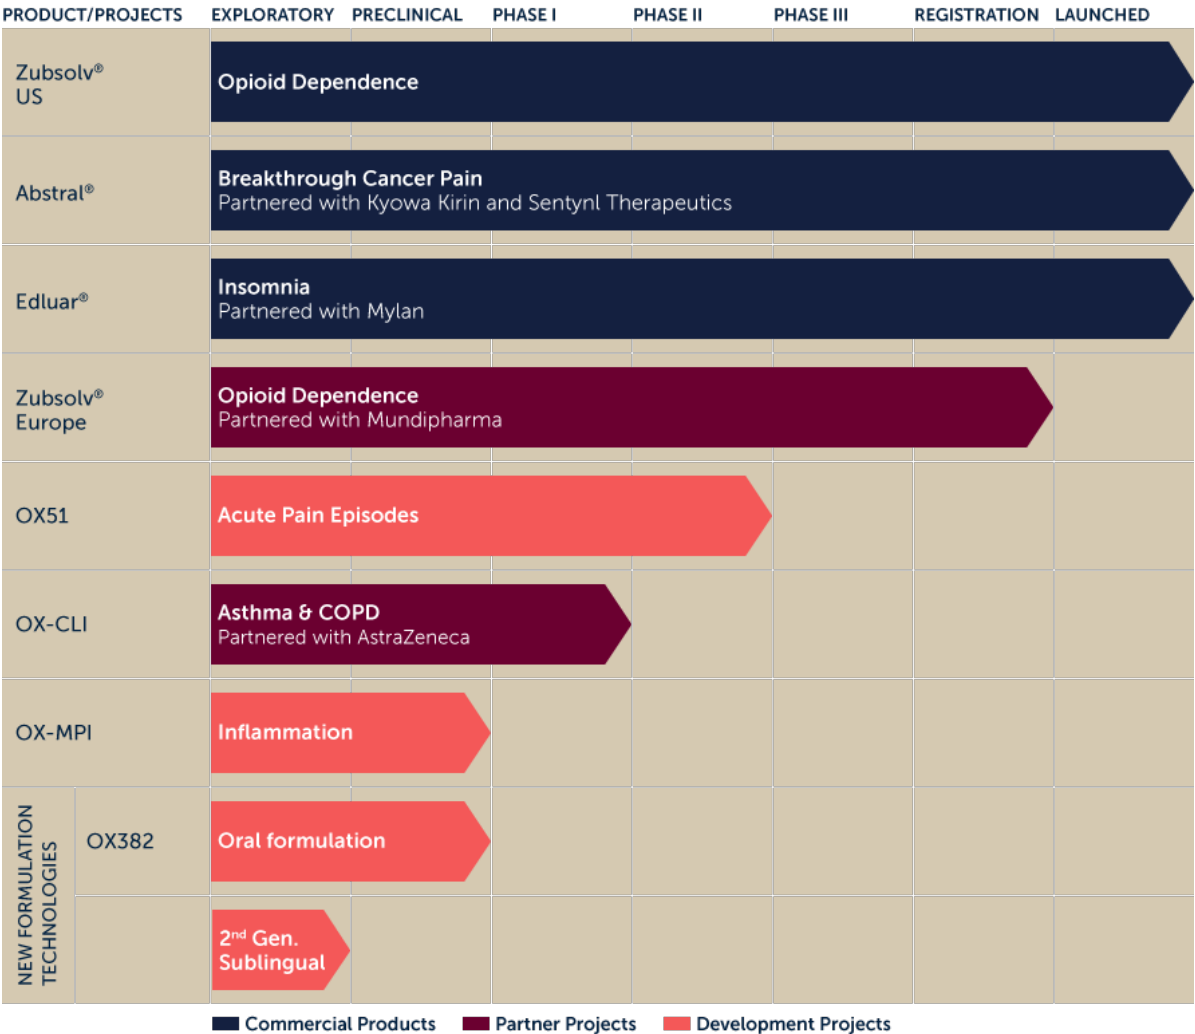 PRODUCT/PROJECTS EXPLORATORY PRECLINICAL PHASE I PHASE II PHASE III REGISTRATION LAUNCHED
Zubsolv®
US
Opioid Dependence
Abstral®
Breakthrough Cancer Pain
Partnered with Kyowa Kirin and Sentynl Therapeutics
Edluar®
Insomnia
Partnered with Mylan
Zubsolv®
Europe
Opioid Dependence
Partnered with Mundipharma
OX51
Acute Pain Episodes
OX-CLI
Asthma & COPD
Partnered with AstraZeneca
OX-MPI
Inflammation
NEW FORMULATION
TECHNOLOGIES
OX382
Oral formulation
2nd Gen.
Sublingual
Commercial Products Partner Projects Development Projects